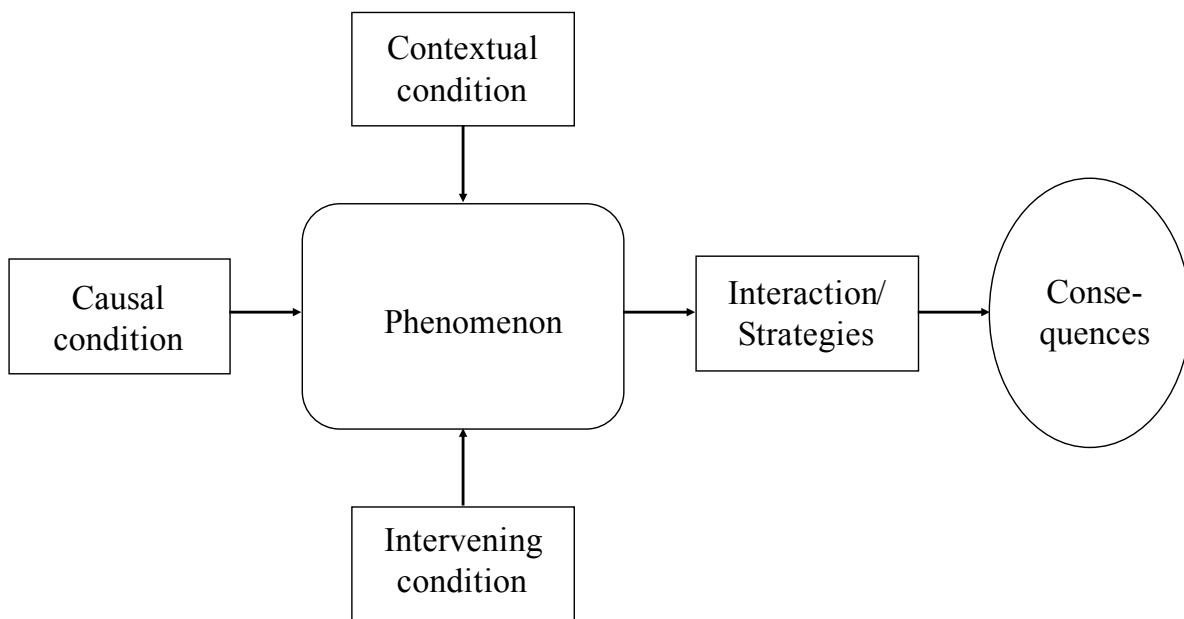 Contextual
condition
Causal
condition
Phenomenon
Interaction/
Strategies
Conse-
quences
Intervening
condition